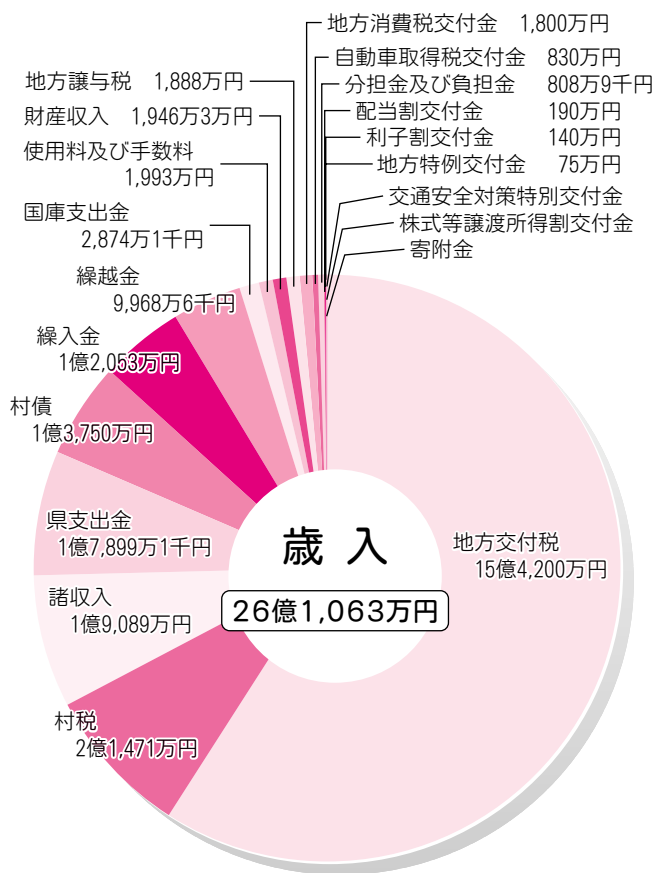 地方消費税交付金 1,800万円
自動車取得税交付金 830万円
分担金及び負担金 808万9千円
配当割交付金 190万円
利子割交付金 140万円
地方特例交付金 75万円
交通安全対策特別交付金
株式等譲渡所得割交付金
寄附金
地方譲与税 1,888万円
財産収入 1,946万3万円
使用料及び手数料
1,993万円
国庫支出金
2,874万1千円
繰越金
9,968万6千円
繰入金
1億2,053万円
村債
1億3,750万円
県支出金
1億7,899万1千円
諸収入
1億9,089万円
村税
2億1,471万円
地方交付税
15億4,200万円
歳入
26億1,063万円